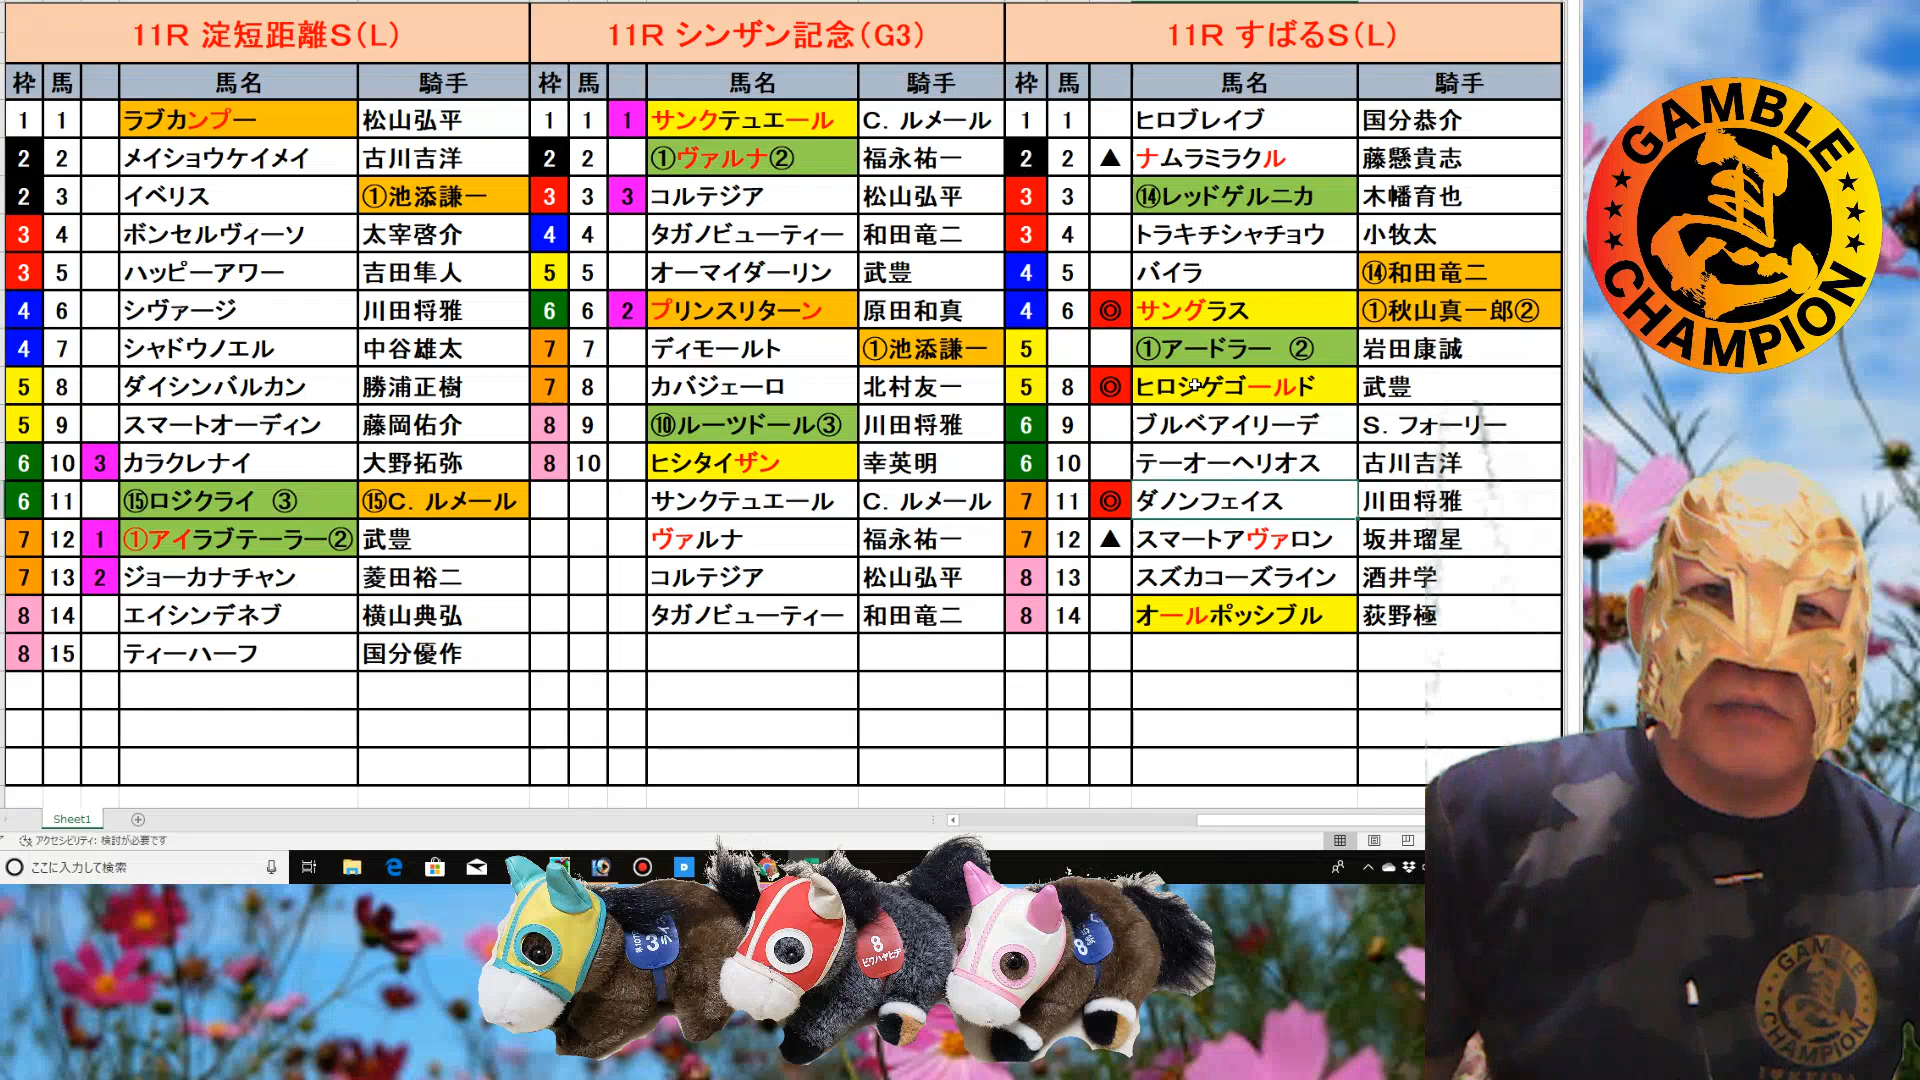 11R 淀短距離S(L) 11R シンザン記念(G3) 11R すばるS(L)
枠 馬 馬名 騎手 枠 馬 馬名 騎手 枠 馬 馬名 騎手
1 1 ラブカンプー 松山弘平 1 1 1 サンクテュエール C. ルメール 1 1 ヒロブレイブ 国分恭介
2 2 メイショウケイメイ 古川吉洋 2 2 ①ヴァルナ② 福永祐一 2 2 ▲ ナムラミラクル 藤懸貴志
2 3 イベリス ①池添謙一 3 3 3 コルテジア 松山弘平 3 3 ⑭レッドゲルニカ 木幡育也
3 4 ボンセルヴィーソ 太宰啓介 4 4 タガノビューティー 和田竜二 3 4 トラキチシャチョウ 小牧太
3 5 ハッピーアワー 吉田隼人 5 5 オーマイダーリン 武豊 4 5 バイラ ⑭和田竜二
4 6 シヴァージ 川田将雅 6 6 2 プリンスリターン 原田和真 4 6 ◎ サングラス ①秋山真一郎②
4 7 シャドウノエル 中谷雄太 7 7 ディモールト ①池添謙一 5 ①アードラー ② 岩田康誠
5 8 ダイシンバルカン 勝浦正樹 7 8 カバジェーロ 北村友一 5 8 ◎ ヒロシゲゴールド 武豊
5 9 スマートオーディン 藤岡佑介 8 9 ⑩ルーツドール③ 川田将雅 6 9 ブルベアイリーデ S. フォーリー
6 10 3 カラクレナイ 大野拓弥 8 10 ヒシタイザン 幸英明 6 10 テーオーヘリオス 古川吉洋
6 11 ⑮ロジクライ ③ ⑮C. ルメール サンクテュエール C. ルメール 7 11 ◎ ダノンフェイス 川田将雅
7 12 1 ①アイラブテーラー② 武豊 ヴァルナ 福永祐一 7 12 ▲ スマートアヴァロン 坂井瑠星
7 13 2 ジョーカナチャン 菱田裕二 コルテジア 松山弘平 8 13 スズカコーズライン 酒井学
8 14 エイシンデネブ 横山典弘 タガノビューティー 和田竜二 8 14 オールポッシブル 荻野極
8 15 ティーハーフ 国分優作
Sheet1
アクセシビリティ: 検討が必要です
ここに入力して検索
GAMBLE
CHAMPION
3
8
8
GAMBLE
CHAMPION